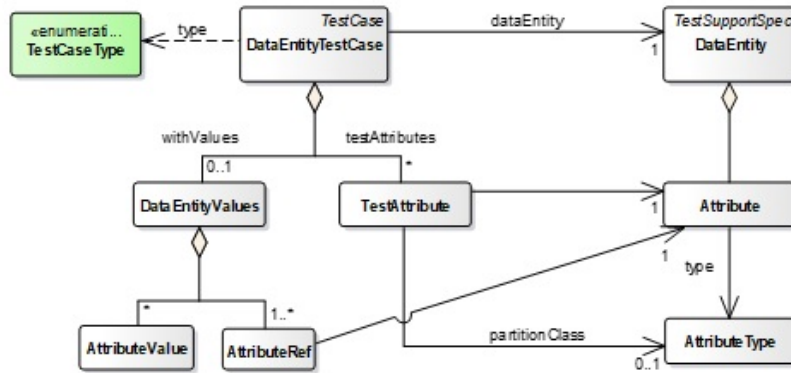 «enumerati...
TestCaseType
type
TestCase
DataEntityTestCase
dataEntity
1
TestSupportSpec
DataEntity
withValues
testAttributes
0..1
*
DataEntityValues
TestAttribute
1
Attribute
1
type
*
1..*
AttributeValue
AttributeRef
partitionClass
0..1
AttributeType